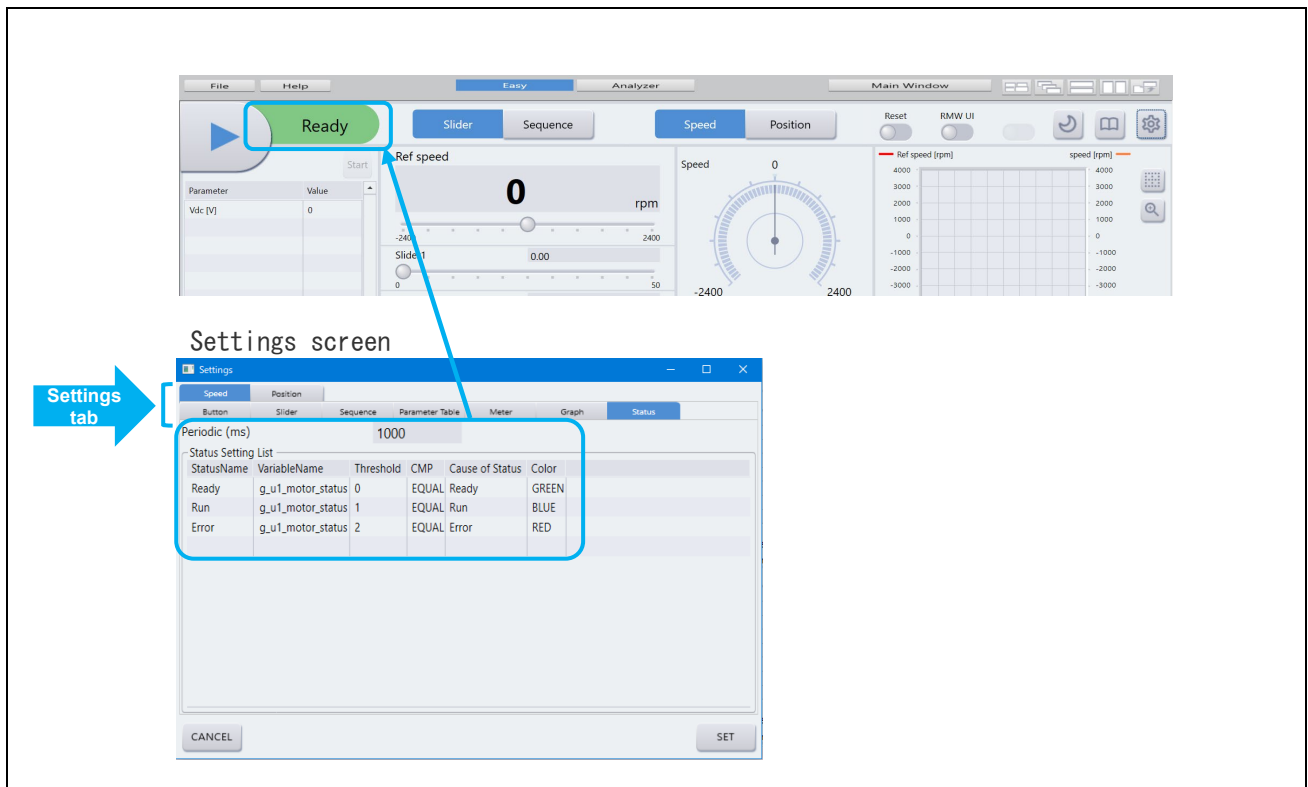 File Help Easy Analyzer Main Window
Ready Slider Sequence Speed Position Reset RMW UI
Start
Parameter Value
Vdc [V] 0
Ref speed
0 rpm
-2400 2400
Slider1 0.00
0 50
Speed 0
-2400 2400
Ref speed [rpm] speed [rpm]
4000 4000
3000 3000
2000 2000
1000 1000
0 0
-1000 -1000
-2000 -2000
-3000 -3000
Settings screen
Settings
tab
Settings
Speed Position
Button Slider Sequence Parameter Table Meter Graph Status
Periodic (ms) 1000
Status Setting List
StatusName VariableName Threshold CMP Cause of Status Color
Ready g_u1_motor_status 0 EQUAL Ready GREEN
Run g_u1_motor_status 1 EQUAL Run BLUE
Error g_u1_motor_status 2 EQUAL Error RED
CANCEL SET